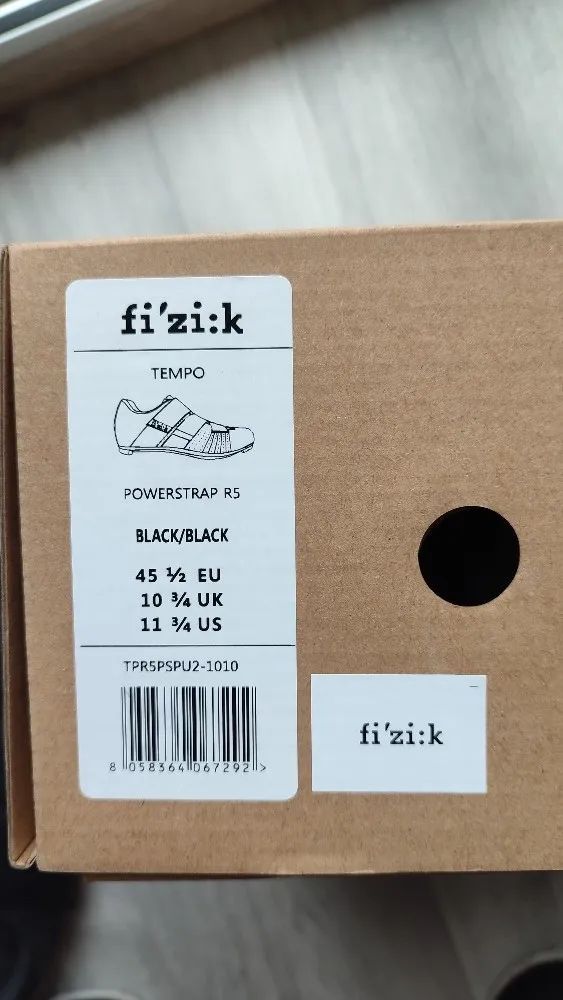 fi'zi:k
TEMPO
POWERSTRAP R5
BLACK/BLACK
45 ½ EU
10 ¾ UK
11 ¾ US
TPR5PSPU2-1010
8 058364 067292 >
fi'zi:k